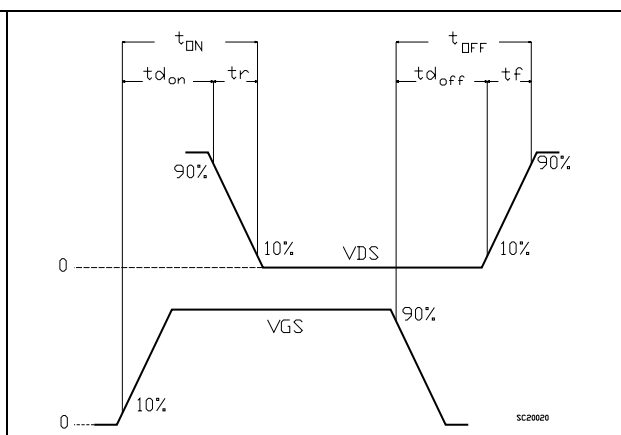 tON tOFF
tdon tr tdoff tf
90% 90%
10% 10%
VDS
0
90%
VGS
10%
0
SC20020